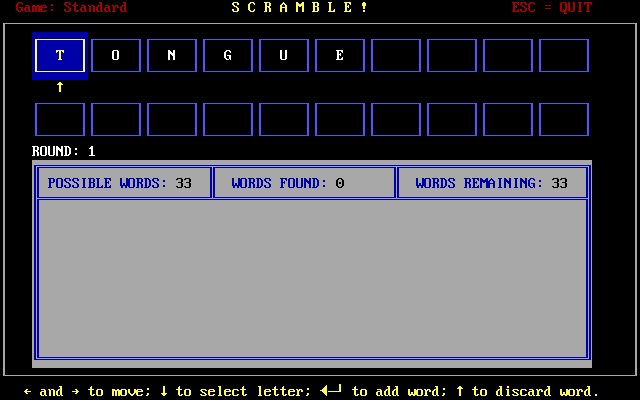 Game: Standard S C R A M B L E ! ESC = QUIT
T O N G U E
↑
ROUND: 1
POSSIBLE WORDS: 33 WORDS FOUND: 0 WORDS REMAINING: 33
← and → to move; ↓ to select letter; ◄─┘ to add word; ↑ to discard word.